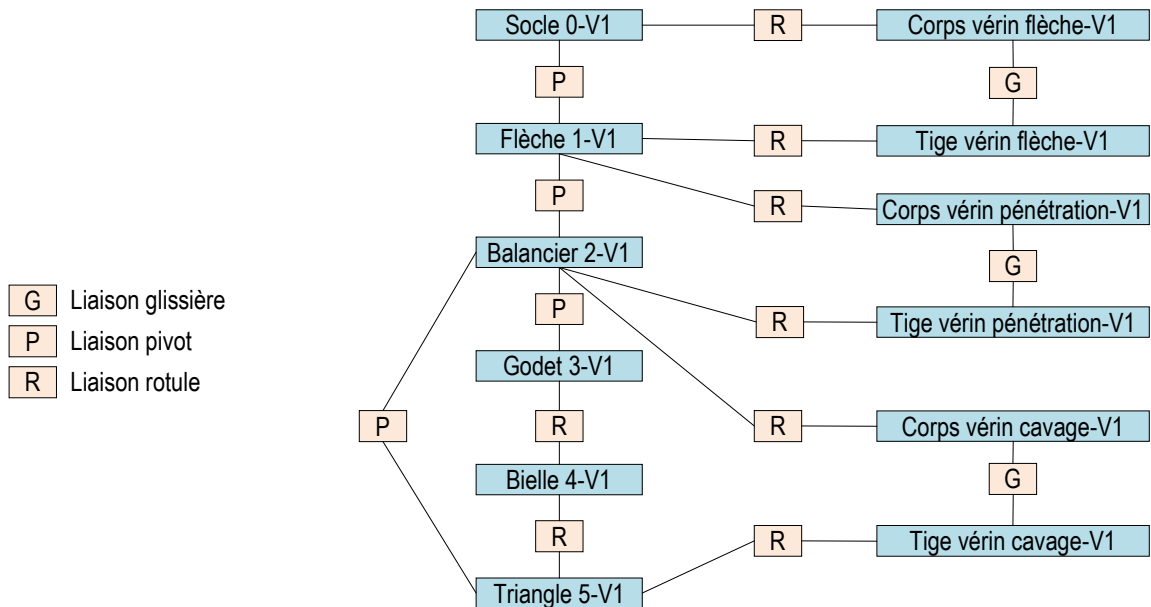 Socle 0-V1
R
Corps vérin flèche-V1
P
G
Flèche 1-V1
R
Tige vérin flèche-V1
P
R
Corps vérin pénétration-V1
Balancier 2-V1
G
G Liaison glissière
P
R
Tige vérin pénétration-V1
P Liaison pivot
Godet 3-V1
R Liaison rotule
P
R
R
Corps vérin cavage-V1
Bielle 4-V1
G
R
R
Tige vérin cavage-V1
Triangle 5-V1